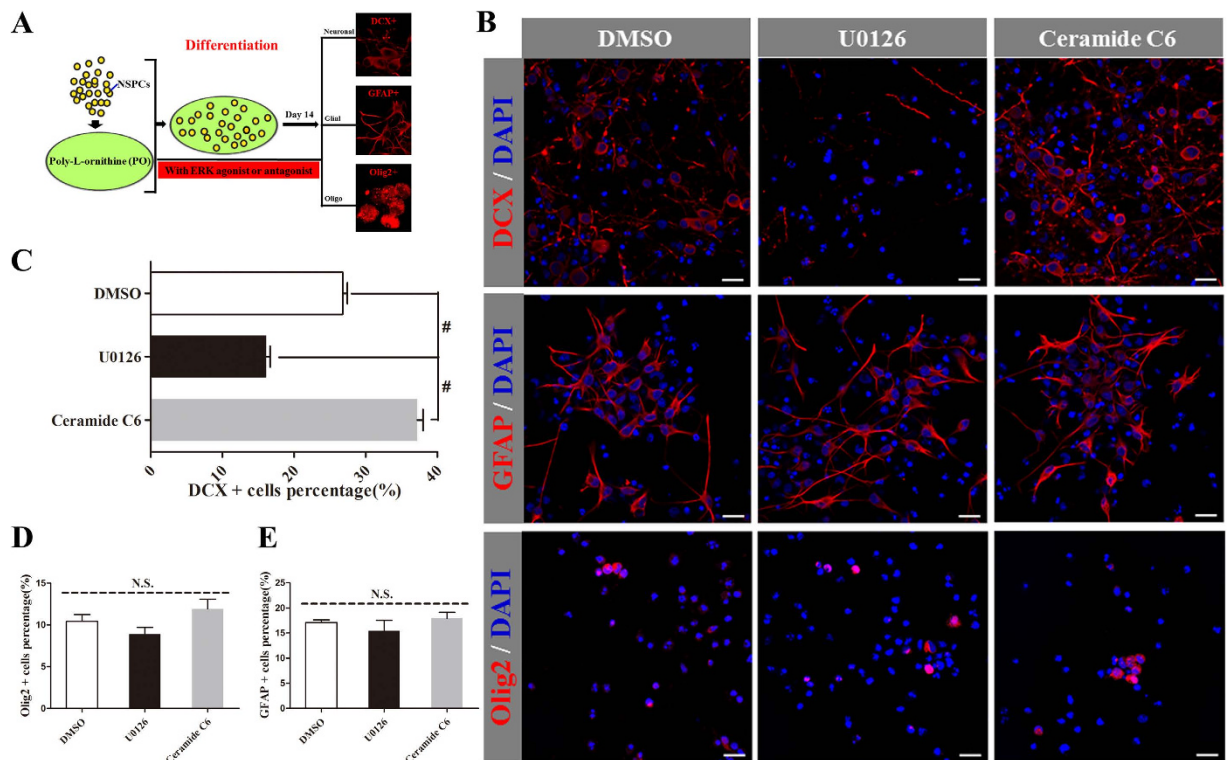 A
Differentiation
NSPCs
Poly-L-ornithine (PO)
Day 14
With ERK agonist or antagonist
Neuronal
DCX+
Glial
GFAP+
Oligo
Olig2+
B
DMSO
U0126
Ceramide C6
DCX / DAPI
GFAP / DAPI
Olig2 / DAPI
C
DMSO
U0126
Ceramide C6
#
#
0 10 20 30 40
DCX + cells percentage(%)
D
Olig2 + cells percentage(%)
15
10
5
0
N.S.
DMSO
U0126
Ceramide C6
E
GFAP + cells percentage(%)
25
20
15
10
5
0
N.S.
DMSO
U0126
Ceramide C6